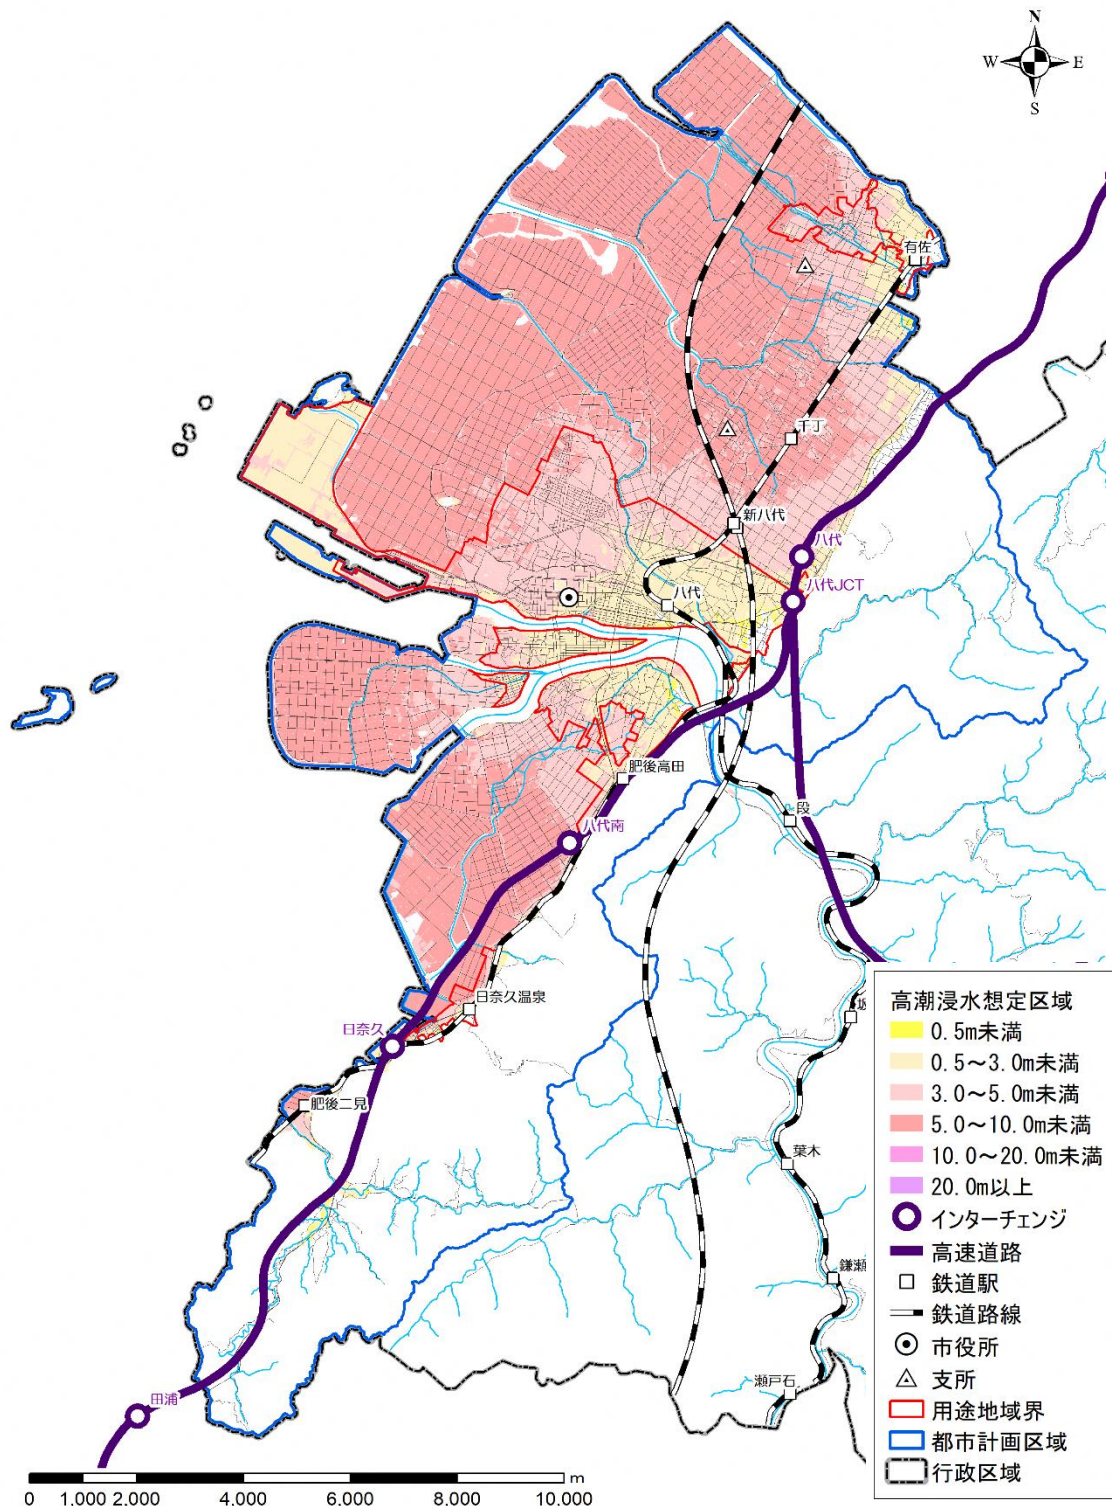 N
W
E
S
有佐
千丁
新八代
八代
八代JCT
八代
肥後高田
段
八代南
日奈久温泉
日奈久
肥後二見
葉木
鎌瀬
瀬戸石
田浦
高潮浸水想定区域
0.5m未満
0.5～3.0m未満
3.0～5.0m未満
5.0～10.0m未満
10.0～20.0m未満
20.0m以上
インターチェンジ
高速道路
鉄道駅
鉄道路線
市役所
支所
用途地域界
都市計画区域
行政区域
0 1,000 2,000 4,000 6,000 8,000 10,000 m